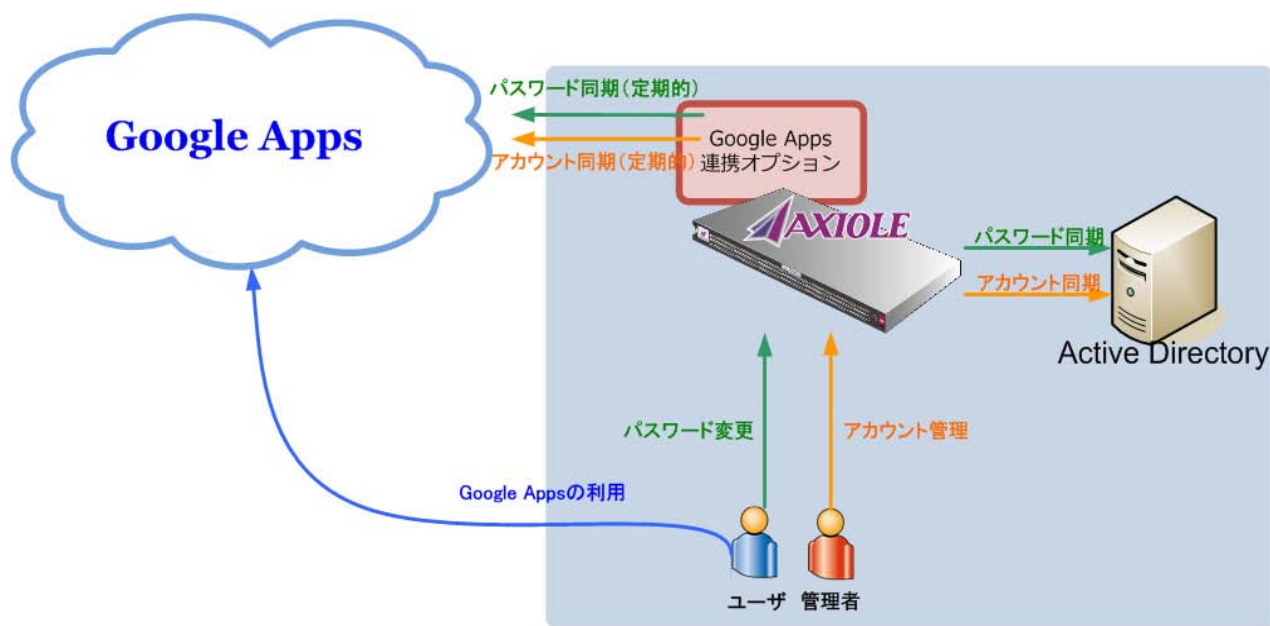 パスワード同期(定期的)
Google Apps
アカウント同期(定期的)
Google Apps
連携オプション
AXIOLE
パスワード同期
アカウント同期
Active Directory
パスワード変更
アカウント管理
Google Appsの利用
ユーザ
管理者